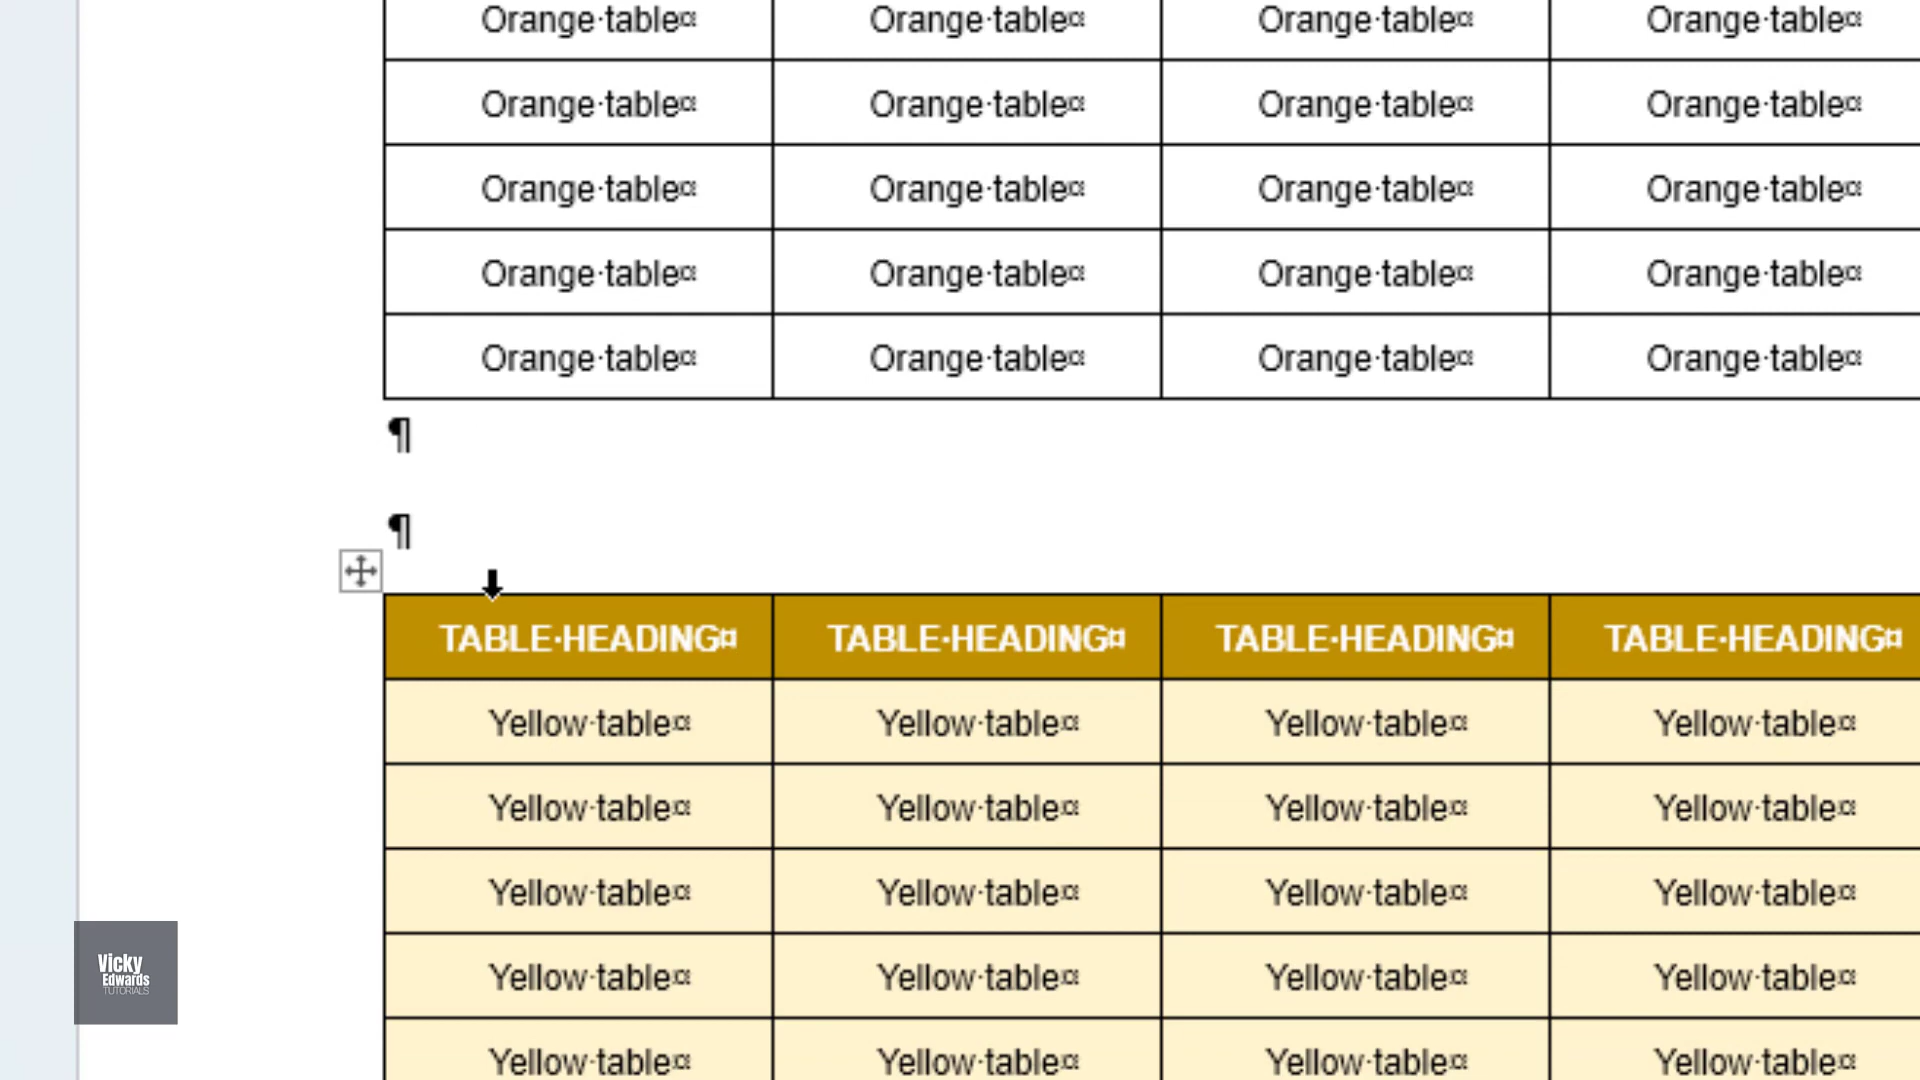 Orange·table¤ Orange·table¤ Orange·table¤ Orange·table¤
Orange·table¤ Orange·table¤ Orange·table¤ Orange·table¤
Orange·table¤ Orange·table¤ Orange·table¤ Orange·table¤
Orange·table¤ Orange·table¤ Orange·table¤ Orange·table¤
Orange·table¤ Orange·table¤ Orange·table¤ Orange·table¤
¶
¶
TABLE·HEADING¤ TABLE·HEADING¤ TABLE·HEADING¤ TABLE·HEADING¤
Yellow·table¤ Yellow·table¤ Yellow·table¤ Yellow·table¤
Yellow·table¤ Yellow·table¤ Yellow·table¤ Yellow·table¤
Yellow·table¤ Yellow·table¤ Yellow·table¤ Yellow·table¤
Yellow·table¤ Yellow·table¤ Yellow·table¤ Yellow·table¤
Yellow·table¤ Yellow·table¤ Yellow·table¤ Yellow·table¤
Vicky
Edwards
TUTORIALS